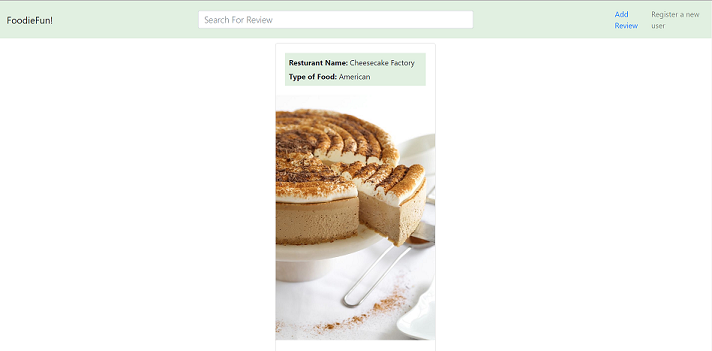 FoodieFun!
Search For Review
Add
Review
Register a new
user
Resturant Name: Cheesecake Factory
Type of Food: American